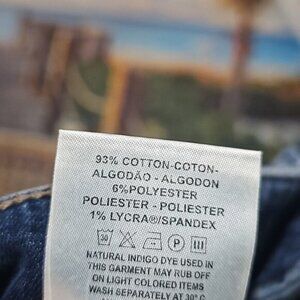 93% COTTON-COTON-
ALGODÃO - ALGODON
6%POLYESTER
POLIESTER - POLIESTER
1% LYCRA®/SPANDEX
30 P
NATURAL INDIGO DYE USED IN
THIS GARMENT MAY RUB OFF
ON LIGHT COLORED ITEMS
WASH SEPARATELY AT 30° C